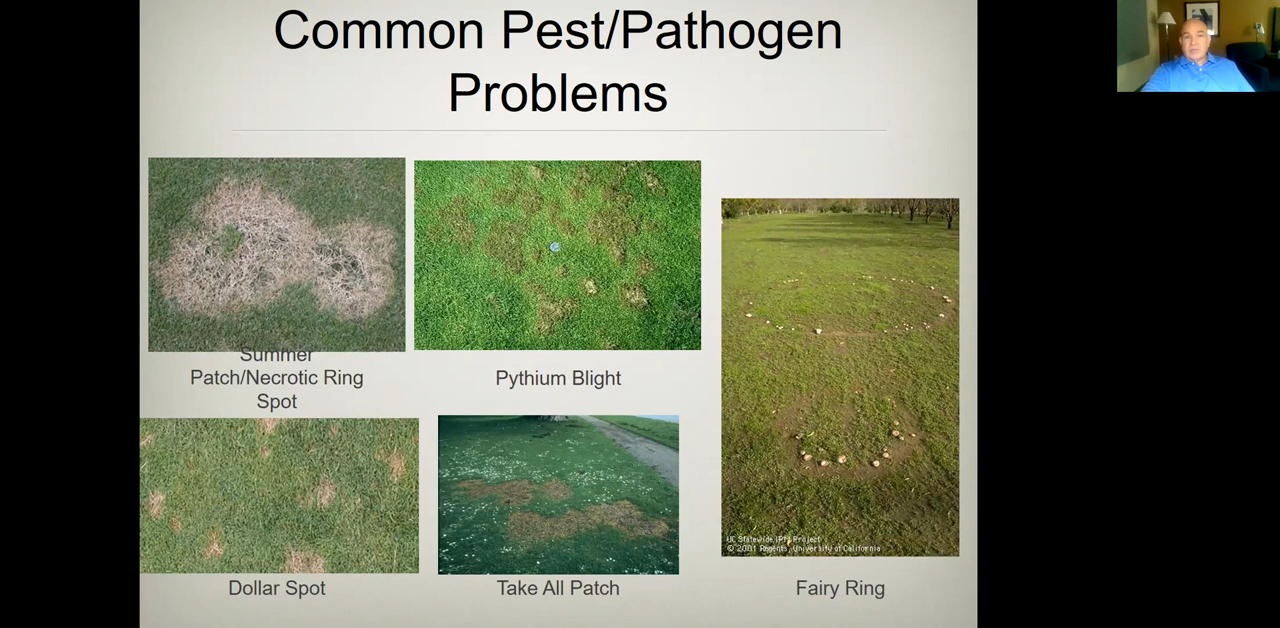 Common Pest/Pathogen
Problems
Summer
Patch/Necrotic Ring
Spot
Pythium Blight
Dollar Spot
Take All Patch
UC Statewide IPM Project
© 2001 Regents, University of California
Fairy Ring